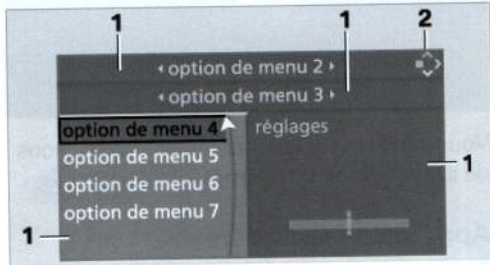 1 1 2
option de menu 2
option de menu 3
option de menu 4 réglages
option de menu 5
option de menu 6
option de menu 7
1
1